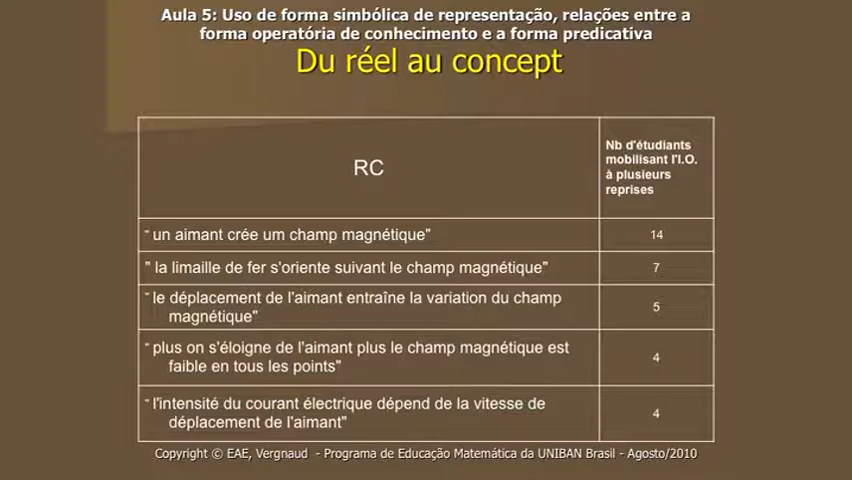 Aula 5: Uso de forma simbólica de representação, relações entre a
forma operatória de conhecimento e a forma predicativa
Du réel au concept
RC
Nb d'étudiants
mobilisant l'I.O.
à plusieurs
reprises
" un aimant crée um champ magnétique"
14
" la limaille de fer s'oriente suivant le champ magnétique"
7
"le déplacement de l'aimant entraîne la variation du champ
magnétique"
5
"plus on s'éloigne de l'aimant plus le champ magnétique est
faible en tous les points"
4
"l'intensité du courant électrique dépend de la vitesse de
déplacement de l'aimant"
4
Copyright © EAE, Vergnaud - Programa de Educação Matemática da UNIBAN Brasil - Agosto/2010